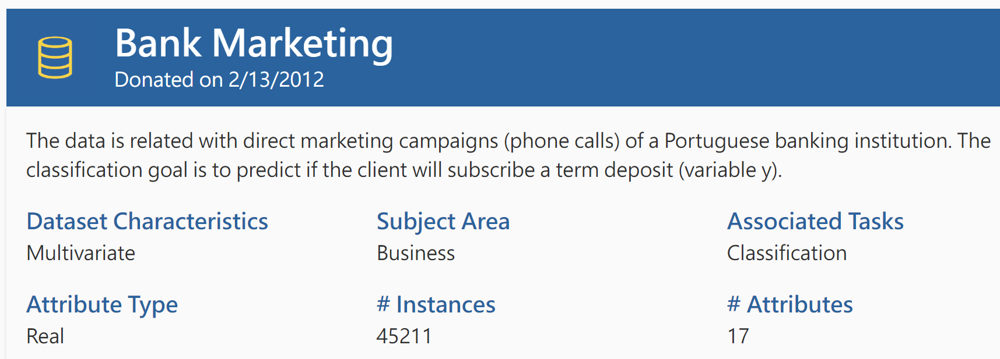 Bank Marketing
Donated on 2/13/2012
The data is related with direct marketing campaigns (phone calls) of a Portuguese banking institution. The
classification goal is to predict if the client will subscribe a term deposit (variable y).
Dataset Characteristics
Multivariate
Subject Area
Business
Associated Tasks
Classification
Attribute Type
Real
# Instances
45211
# Attributes
17